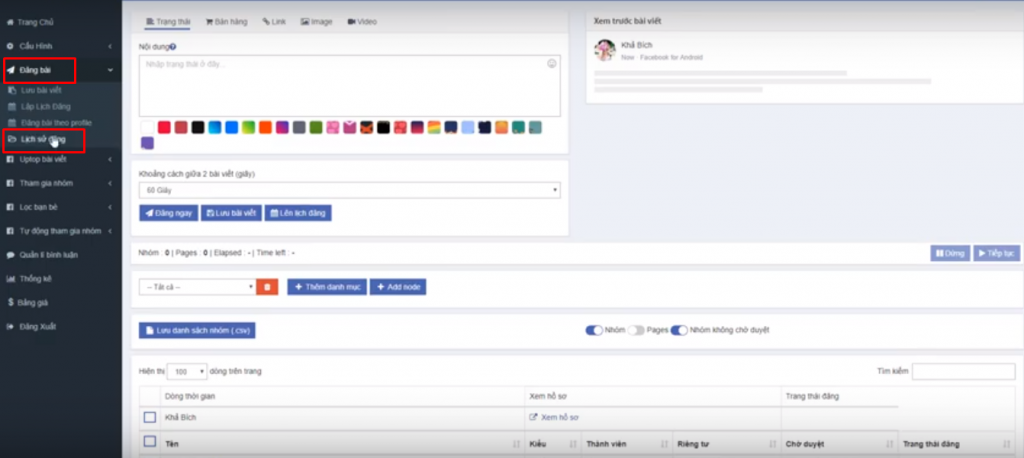 Trang Chủ
Cấu Hình
Đăng bài
Lưu bài viết
Lắp Lịch Đăng
Đăng bài theo profile
Lịch sử đăng
Uptop bài viết
Tham gia nhóm
Lọc bạn bè
Tự động tham gia nhóm
Quản lí bình luận
Thống kê
$ Bảng giá
Đăng Xuất
Trạng thái Bán hàng Link Image Video
Nội dung
Nhập trạng thái ở đây...
Khoảng cách giữa 2 bài viết (giây)
60 Giây
Đăng ngay Lưu bài viết Lên lịch đăng
Xem trước bài viết
Khả Bích
Now · Facebook for Android
Nhóm : 0 | Pages : 0 | Elapsed : - | Time left : -
Dừng Tiếp tục
-- Tất cả --
+ Thêm danh mục + Add node
Lưu danh sách nhóm (.csv)
Nhóm Pages Nhóm không chờ duyệt
Hiện thị 100 dòng trên trang
Tìm kiếm
Dòng thời gian Xem hồ sơ Trạng thái đăng
Khả Bích Xem hồ sơ
Tên Kiểu Thành viên Riêng tư Chờ duyệt Trạng thái đăng